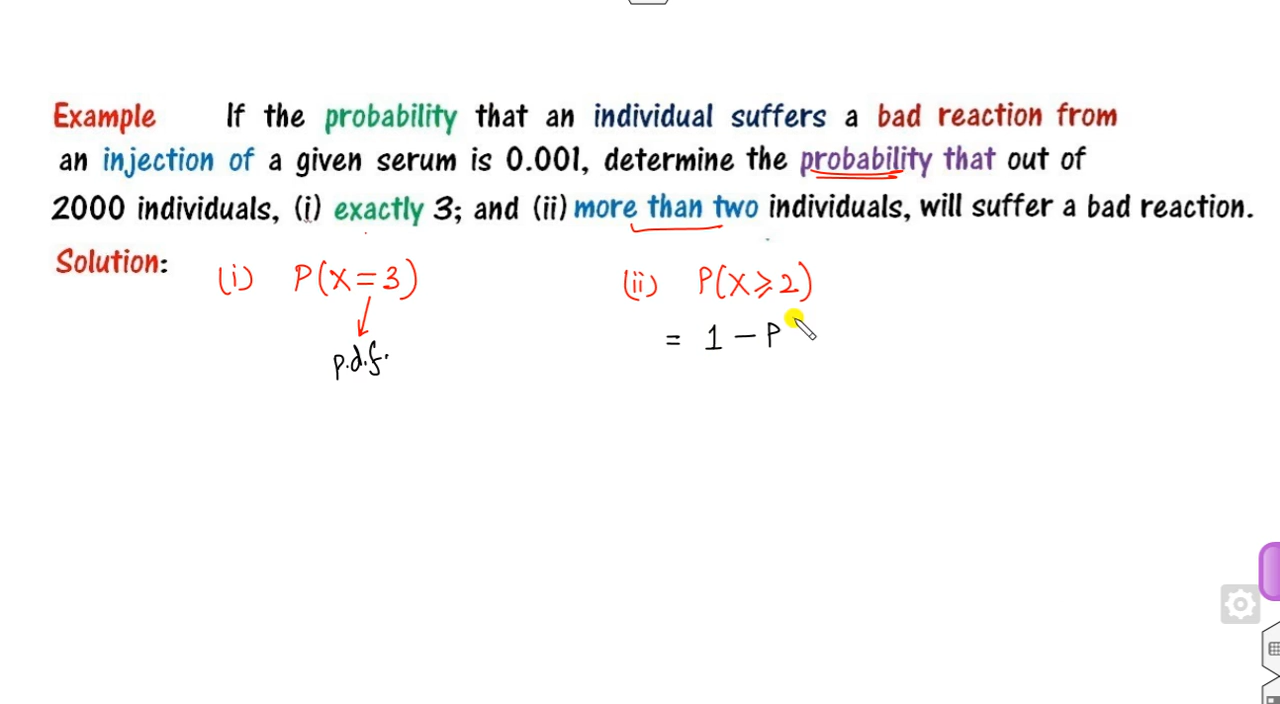 Example If the probability that an individual suffers a bad reaction from
an injection of a given serum is 0.001, determine the probability that out of
2000 individuals, (i) exactly 3; and (ii) more than two individuals, will suffer a bad reaction.
Solution: (i) P(X=3) (ii) P(X⩾2)
= 1 - P
p.d.f.